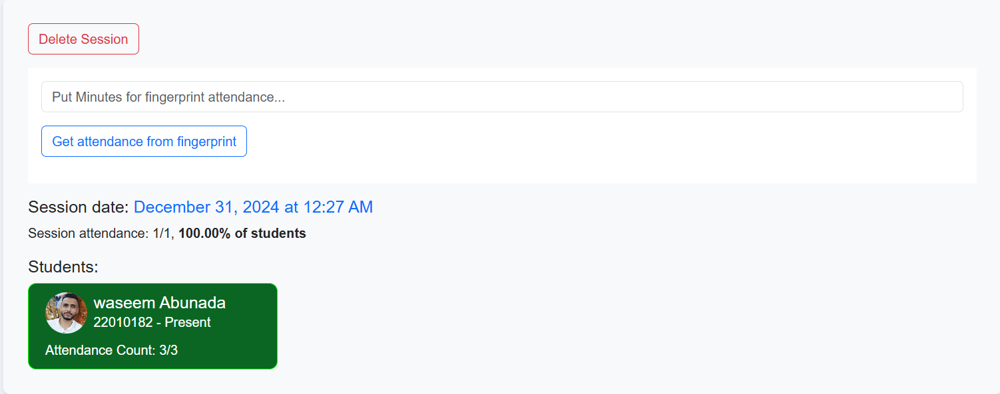 Delete Session
Put Minutes for fingerprint attendance...
Get attendance from fingerprint
Session date: December 31, 2024 at 12:27 AM
Session attendance: 1/1, 100.00% of students
Students:
waseem Abunada
22010182 - Present
Attendance Count: 3/3